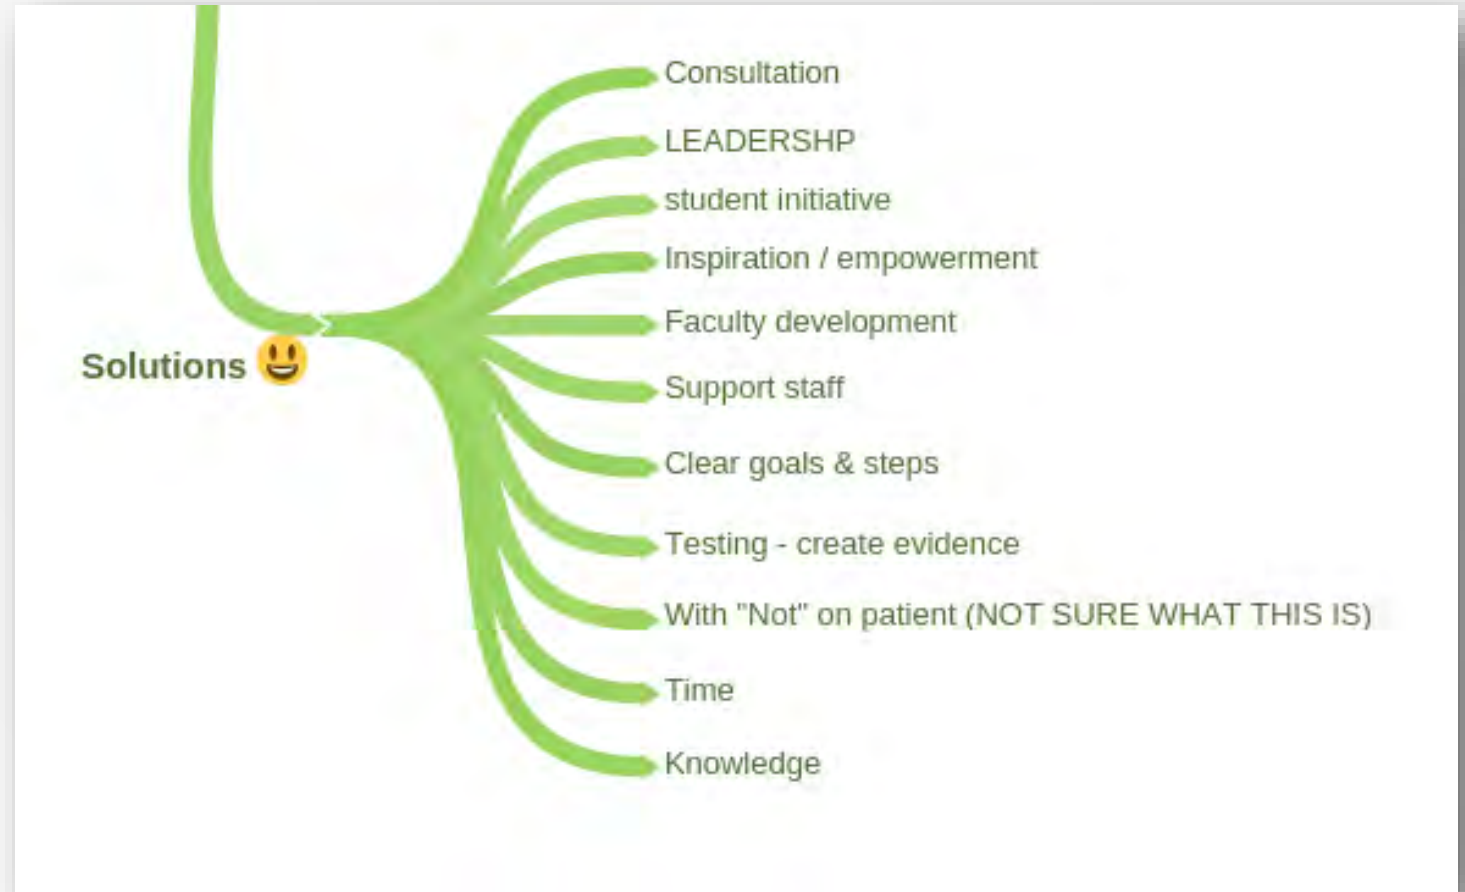 Consultation
LEADERSHP
student initiative
Inspiration / empowerment
Faculty development
Solutions 😃
Support staff
Clear goals & steps
Testing - create evidence
With "Not" on patient (NOT SURE WHAT THIS IS)
Time
Knowledge